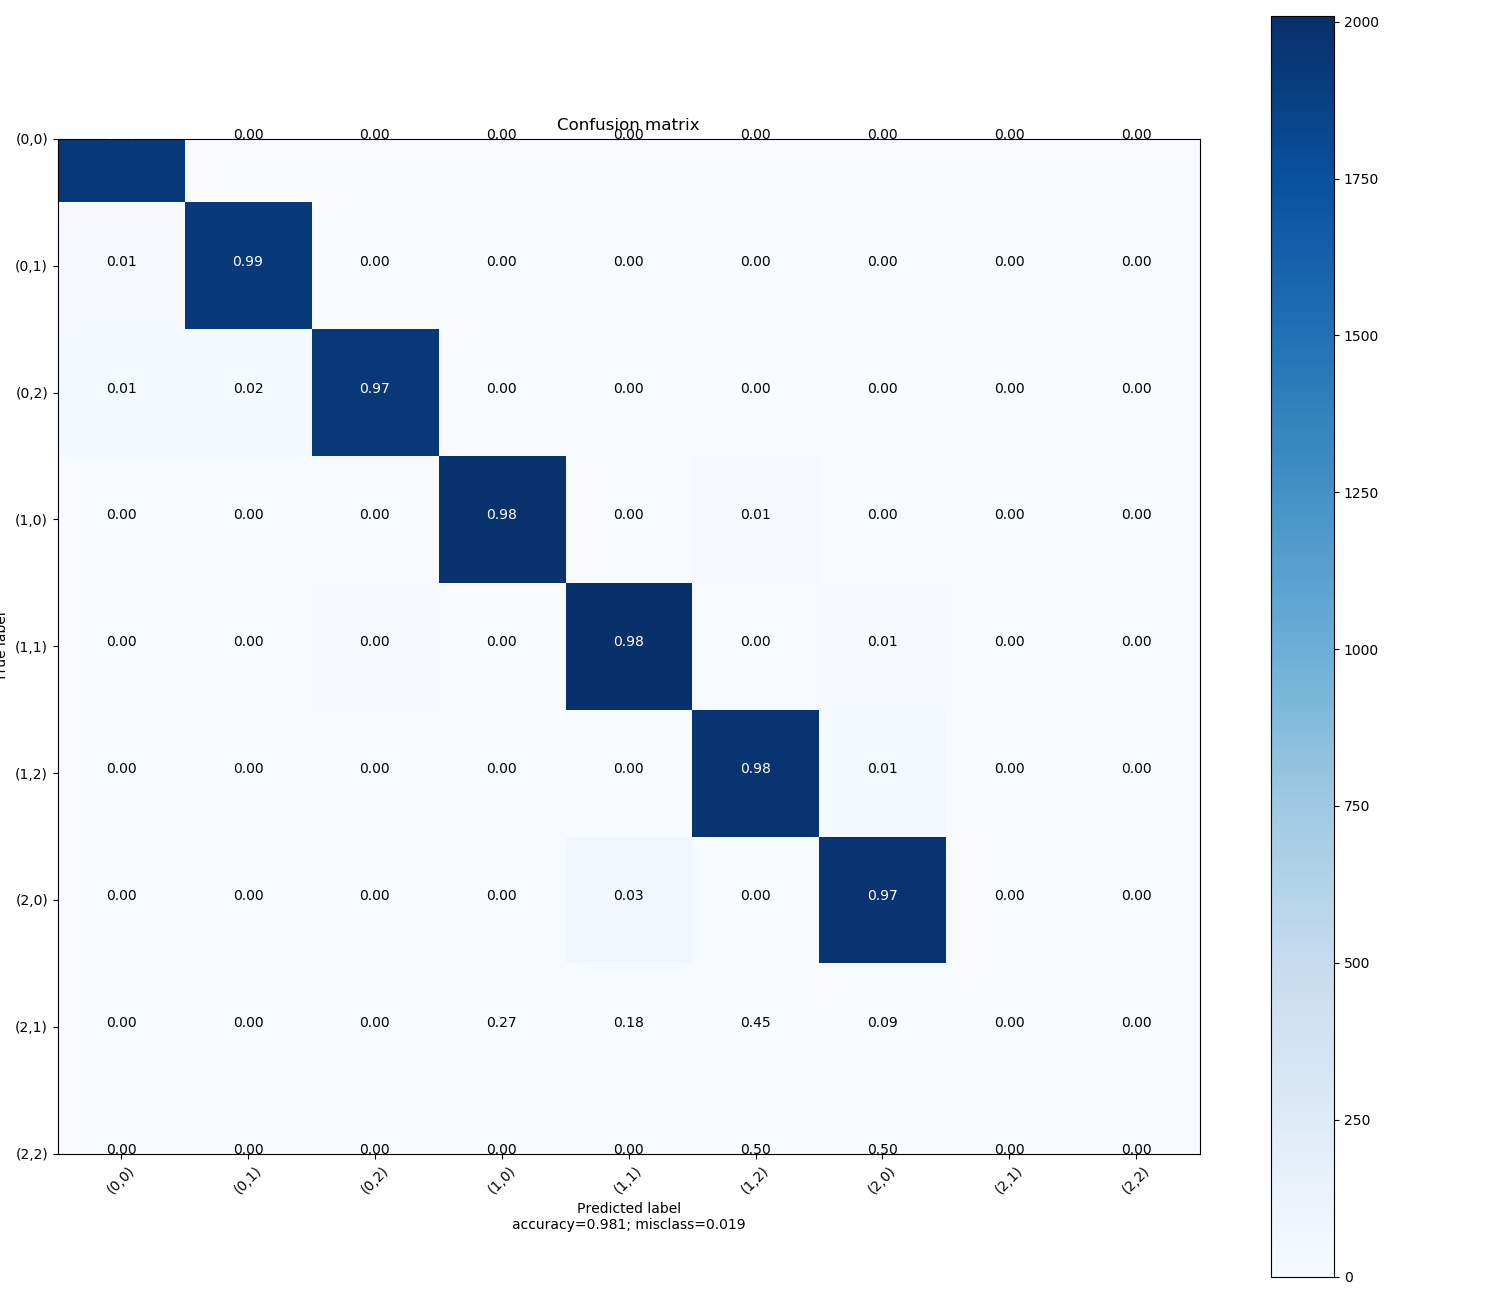 2000
Confusion matrix
0.00 0.00 0.00 0.00 0.00 0.00 0.00 0.00
(0,0)
1750
(0,1) 0.01 0.99 0.00 0.00 0.00 0.00 0.00 0.00 0.00
1500
(0,2) 0.01 0.02 0.97 0.00 0.00 0.00 0.00 0.00 0.00
1250
(1,0) 0.00 0.00 0.00 0.98 0.00 0.01 0.00 0.00 0.00
True label
(1,1) 0.00 0.00 0.00 0.00 0.98 0.00 0.01 0.00 0.00
1000
(1,2) 0.00 0.00 0.00 0.00 0.00 0.98 0.01 0.00 0.00
750
(2,0) 0.00 0.00 0.00 0.00 0.03 0.00 0.97 0.00 0.00
500
(2,1) 0.00 0.00 0.00 0.27 0.18 0.45 0.09 0.00 0.00
250
(2,2) 0.00 0.00 0.00 0.00 0.00 0.50 0.50 0.00 0.00
(0,0) (0,1) (0,2) (1,0) (1,1) (1,2) (2,0) (2,1) (2,2)
Predicted label
accuracy=0.981; misclass=0.019
0